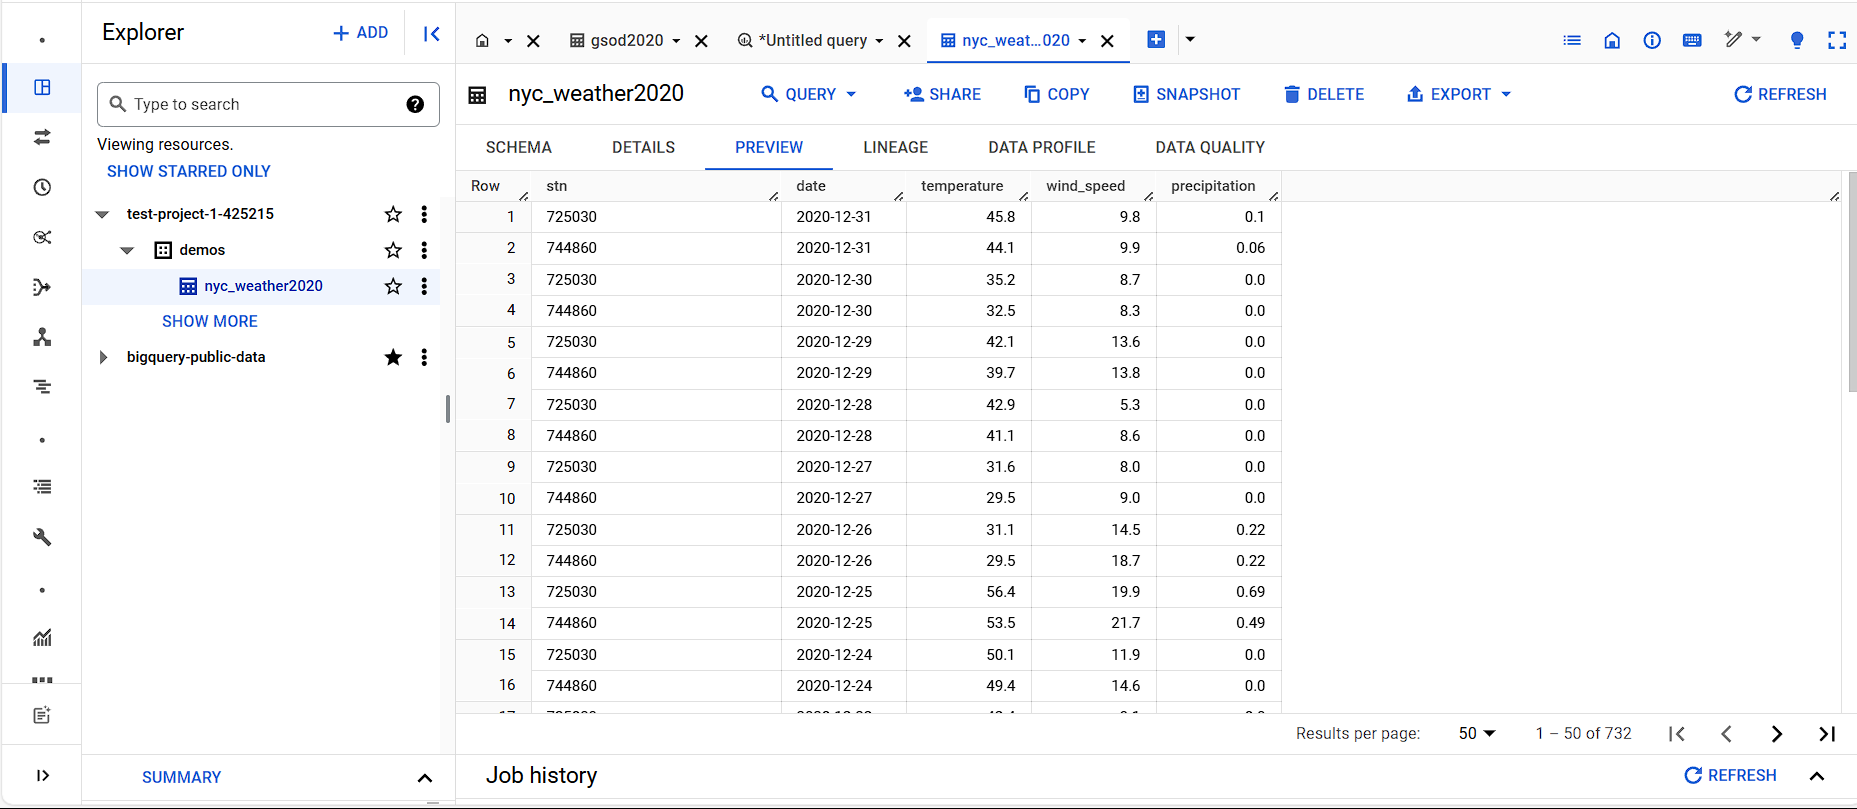 Explorer
+ ADD
Type to search
Viewing resources.
SHOW STARRED ONLY
test-project-1-425215
demos
nyc_weather2020
SHOW MORE
bigquery-public-data
SUMMARY
gsod2020
*Untitled query
nyc_weat...020
nyc_weather2020
QUERY
SHARE
COPY
SNAPSHOT
DELETE
EXPORT
REFRESH
SCHEMA DETAILS PREVIEW LINEAGE DATA PROFILE DATA QUALITY
Row stn date temperature wind_speed precipitation
1 725030 2020-12-31 45.8 9.8 0.1
2 744860 2020-12-31 44.1 9.9 0.06
3 725030 2020-12-30 35.2 8.7 0.0
4 744860 2020-12-30 32.5 8.3 0.0
5 725030 2020-12-29 42.1 13.6 0.0
6 744860 2020-12-29 39.7 13.8 0.0
7 725030 2020-12-28 42.9 5.3 0.0
8 744860 2020-12-28 41.1 8.6 0.0
9 725030 2020-12-27 31.6 8.0 0.0
10 744860 2020-12-27 29.5 9.0 0.0
11 725030 2020-12-26 31.1 14.5 0.22
12 744860 2020-12-26 29.5 18.7 0.22
13 725030 2020-12-25 56.4 19.9 0.69
14 744860 2020-12-25 53.5 21.7 0.49
15 725030 2020-12-24 50.1 11.9 0.0
16 744860 2020-12-24 49.4 14.6 0.0
Results per page: 50 1 – 50 of 732
Job history
REFRESH